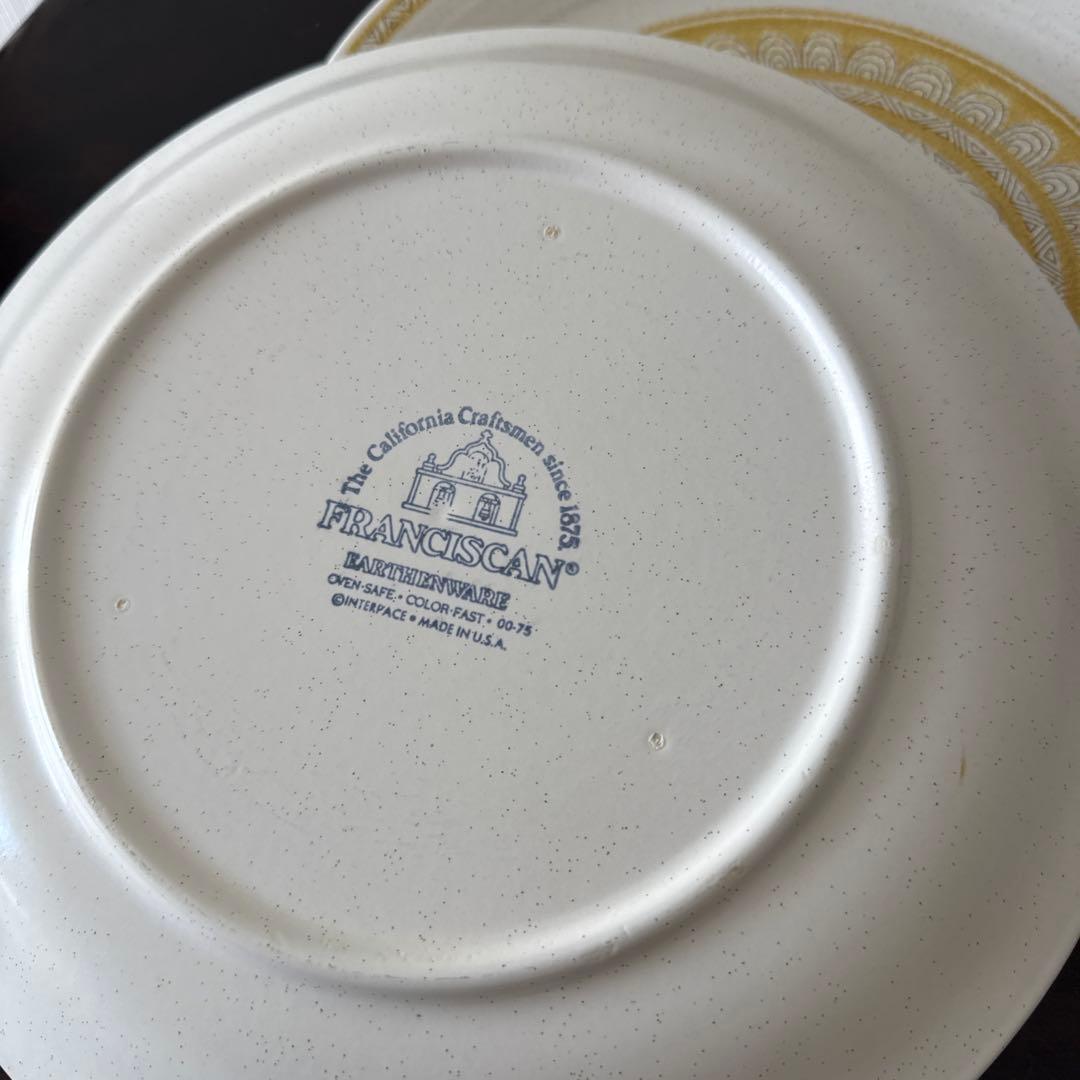 The California Craftsmen since 1875.
FRANCISCAN®
EARTHENWARE
OVEN-SAFE • COLOR-FAST • 00-75
©INTERPACE • MADE IN U.S.A.